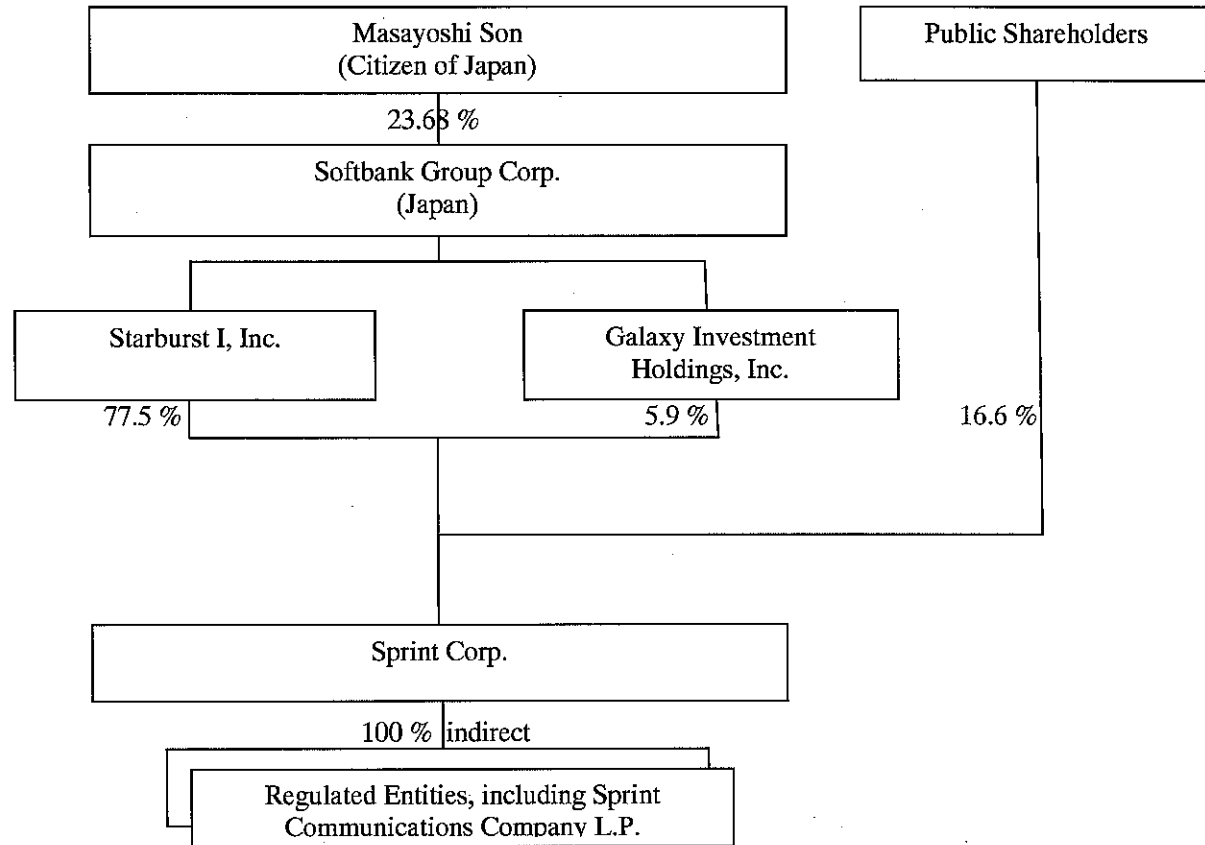 Masayoshi Son
(Citizen of Japan)
Public Shareholders
23.68 %
Softbank Group Corp.
(Japan)
Starburst I, Inc.
Galaxy Investment
Holdings, Inc.
77.5 %
5.9 %
16.6 %
Sprint Corp.
100 % indirect
Regulated Entities, including Sprint
Communications Company L.P.